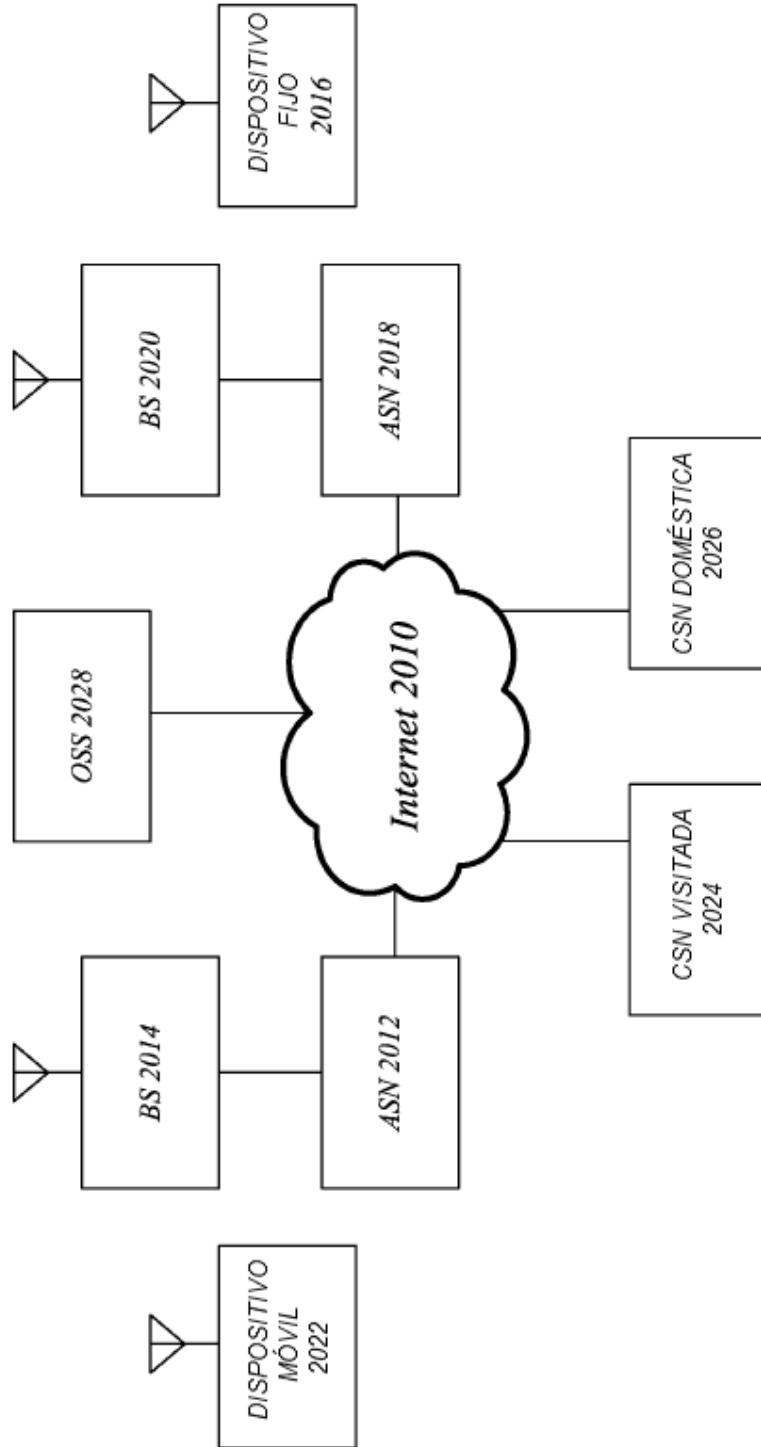 DISPOSITIVO
MÓVIL
2022
BS 2014
ASN 2012
OSS 2028
Internet 2010
CSN VISITADA
2024
CSN DOMÉSTICA
2026
BS 2020
ASN 2018
DISPOSITIVO
FIJO
2016